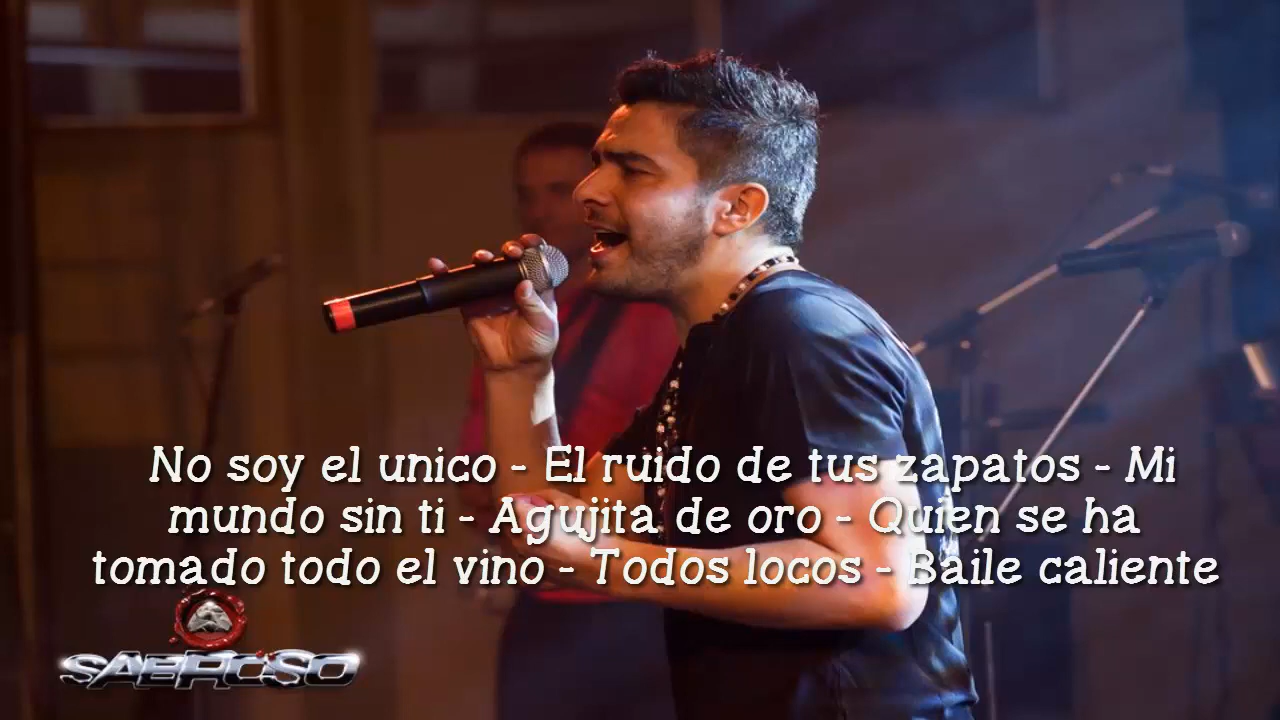 No soy el unico - El ruido de tus zapatos - Mi
mundo sin ti - Agujita de oro - Quien se ha
tomado todo el vino - Todos locos - Baile caliente
SABROSO